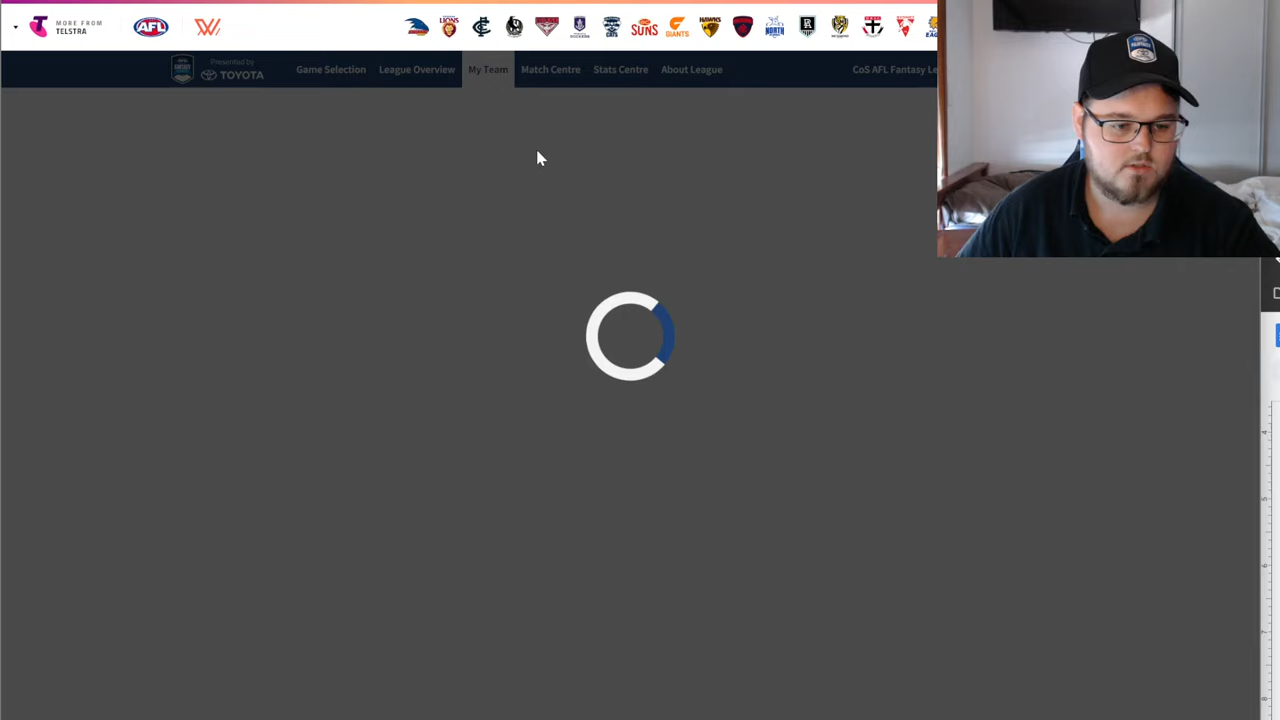 MORE FROM
TELSTRA
AFL
HAWKS
NORTH
SUNS
GIANTS
CATS
Presented by
TOYOTA
Game Selection
League Overview
My Team
Match Centre
Stats Centre
About League
CoS AFL Fantasy Le